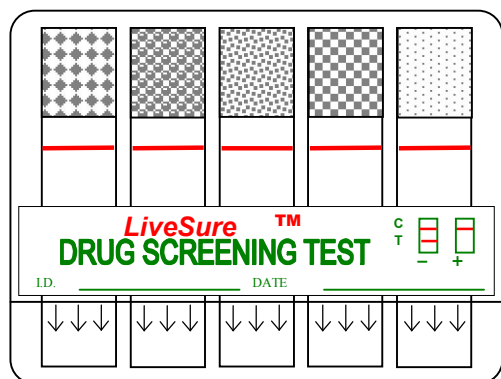 LiveSure ™
DRUG SCREENING TEST
C
T
− +
I.D. DATE